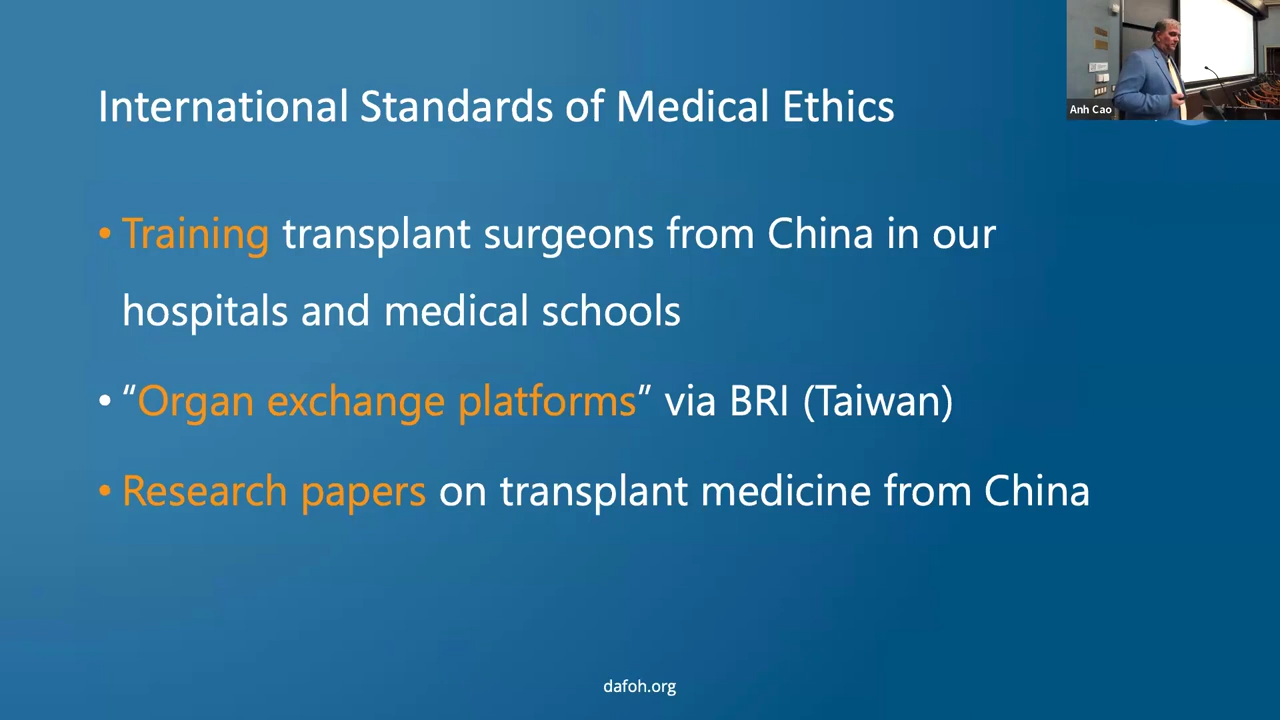 International Standards of Medical Ethics
Anh Cao
• Training transplant surgeons from China in our
hospitals and medical schools
• “Organ exchange platforms” via BRI (Taiwan)
• Research papers on transplant medicine from China
dafoh.org